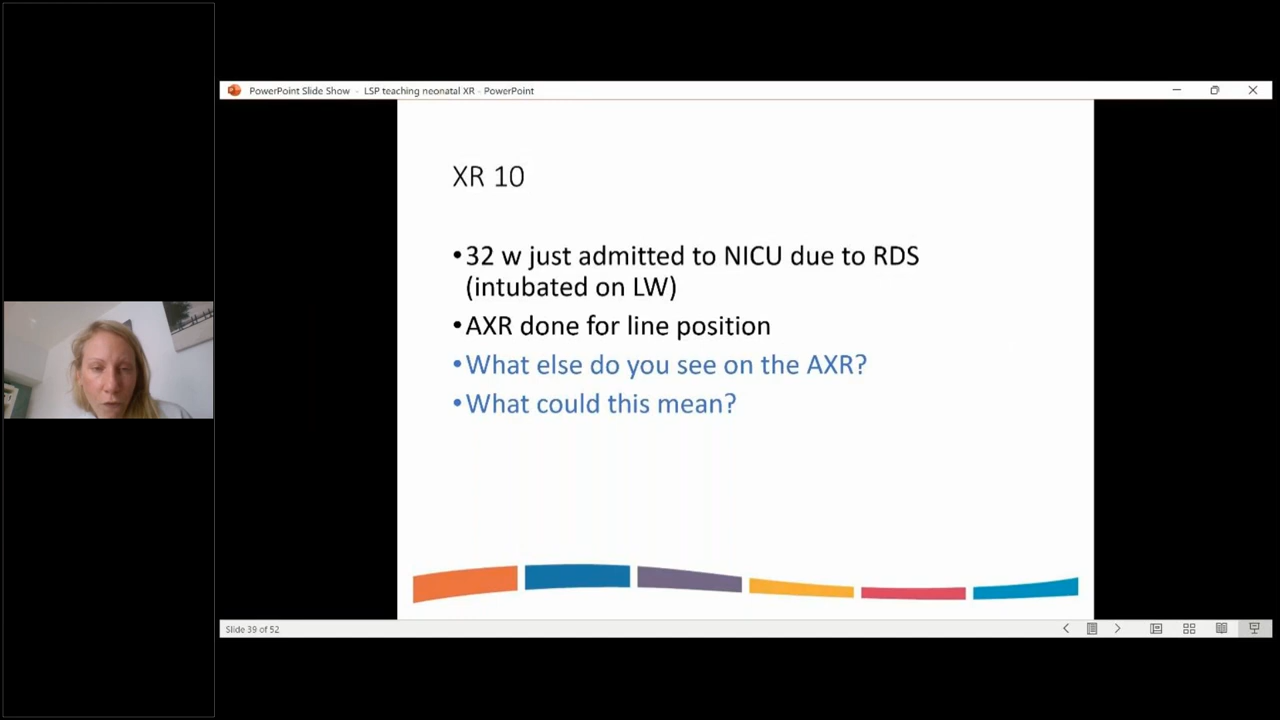 PowerPoint Slide Show - LSP teaching neonatal XR - PowerPoint
XR 10
•32 w just admitted to NICU due to RDS
(intubated on LW)
•AXR done for line position
•What else do you see on the AXR?
•What could this mean?
Slide 39 of 52